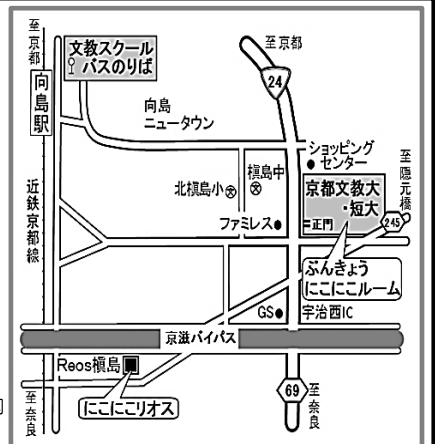 至京都
文教スクール
バスのりば
向島駅
近鉄京都線
至奈良
至京都
24
向島
ニュータウン
ショッピング
センター
至隠元橋
槇島中
北槇島小
京都文教大
・短大
ファミレス
正門
245
ぶんきょう
にこにこルーム
GS
宇治西IC
京滋バイパス
Reos槇島
にこにこリオス
69
至奈良